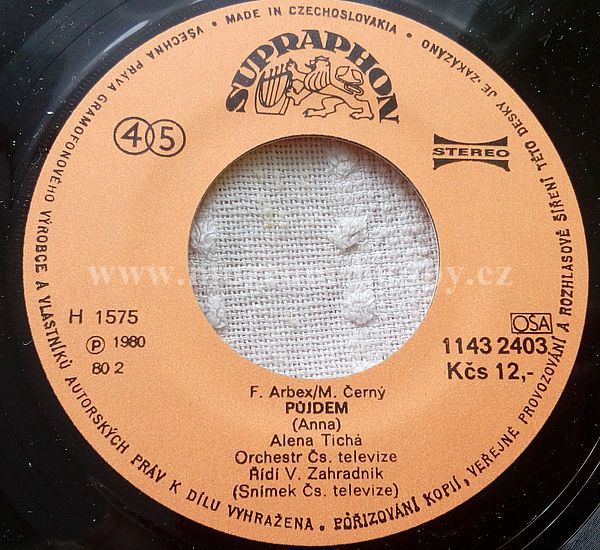 VŠECHNA PRÁVA GRAMOFONOVÉHO VÝROBCE A VLASTNÍKŮ AUTORSKÝCH PRÁV K DÍLU VYHRAŽENA. POŘIZOVÁNÍ KOPIÍ, VEŘEJNÉ PROVOZOVÁNÍ A ROZHLASOVÉ ŠÍŘENÍ TÉTO DESKY JE ZAKÁZÁNO
MADE IN CZECHOSLOVAKIA
SUPRAPHON
45
STEREO
H 1575
OSA
P 1980
1143 2403
80 2
Kčs 12,-
F. Arbex/M. Černý
PŮJDEM
(Anna)
Alena Tichá
Orchestr Čs. televize
Řídí V. Zahradník
(Snímek Čs. televize)